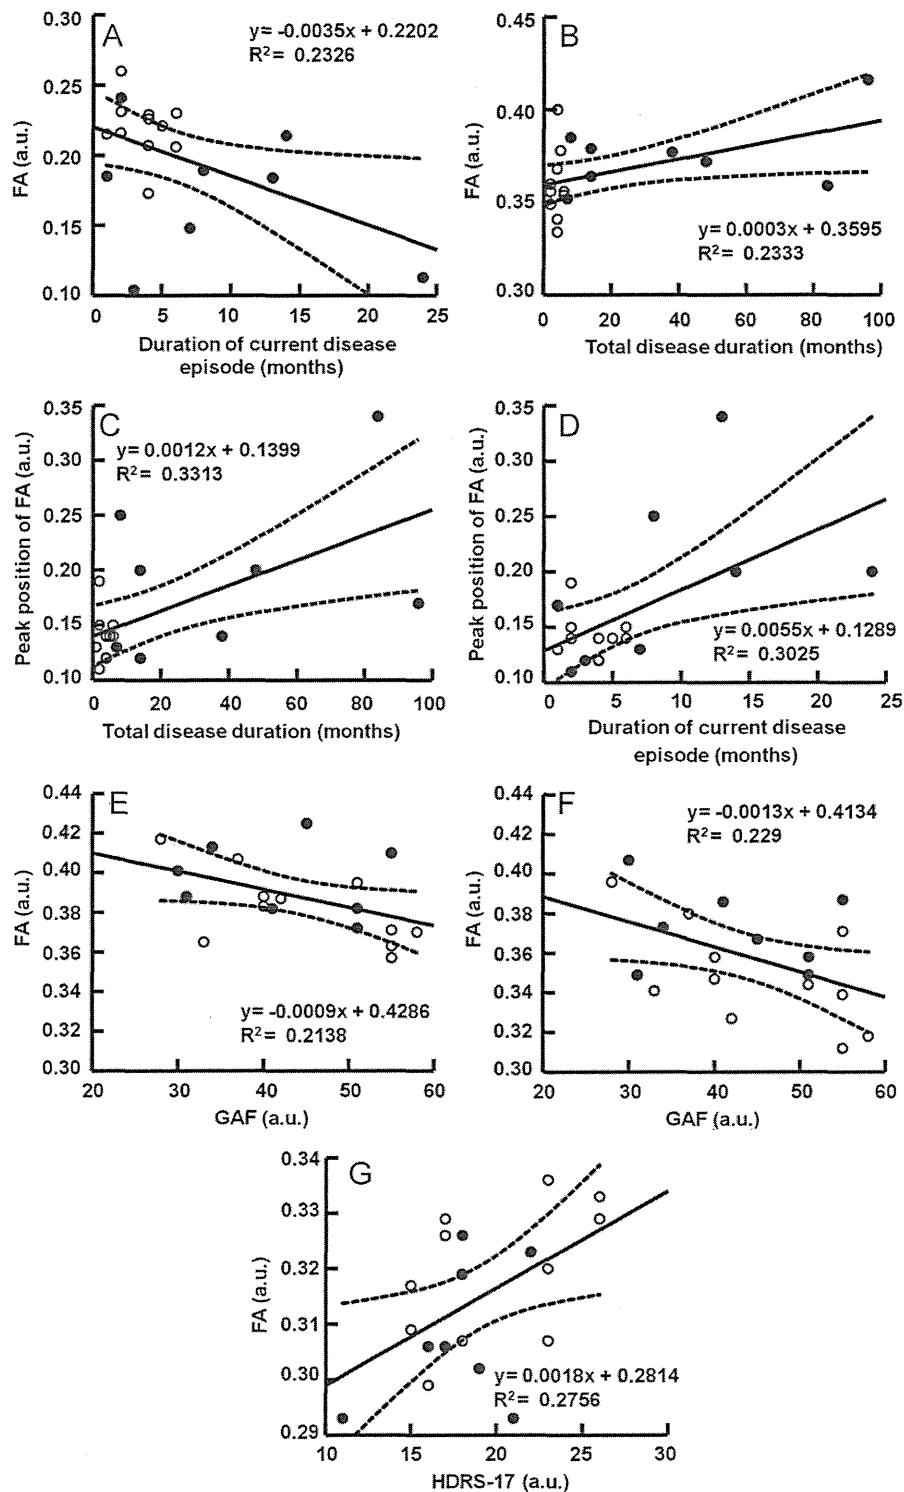 A
y= -0.0035x + 0.2202
R2= 0.2326
0.30
0.25
0.20
0.15
0.10
FA (a.u.)
0 5 10 15 20 25
Duration of current disease
episode (months)
B
0.45
0.40
0.35
0.30
FA (a.u.)
y= 0.0003x + 0.3595
R2= 0.2333
0 20 40 60 80 100
Total disease duration (months)
C
y= 0.0012x + 0.1399
R2= 0.3313
0.35
0.30
0.25
0.20
0.15
0.10
Peak position of FA (a.u.)
0 20 40 60 80 100
Total disease duration (months)
D
0.35
0.30
0.25
0.20
0.15
0.10
Peak position of FA (a.u.)
y= 0.0055x + 0.1289
R2= 0.3025
0 5 10 15 20 25
Duration of current disease
episode (months)
E
0.44
0.42
0.40
0.38
0.36
0.34
0.32
0.30
FA (a.u.)
y= -0.0009x + 0.4286
R2= 0.2138
20 30 40 50 60
GAF (a.u.)
F
y= -0.0013x + 0.4134
R2= 0.229
0.44
0.42
0.40
0.38
0.36
0.34
0.32
0.30
FA (a.u.)
20 30 40 50 60
GAF (a.u.)
G
0.34
0.33
0.32
0.31
0.30
0.29
FA (a.u.)
y= 0.0018x + 0.2814
R2= 0.2756
10 15 20 25 30
HDRS-17 (a.u.)